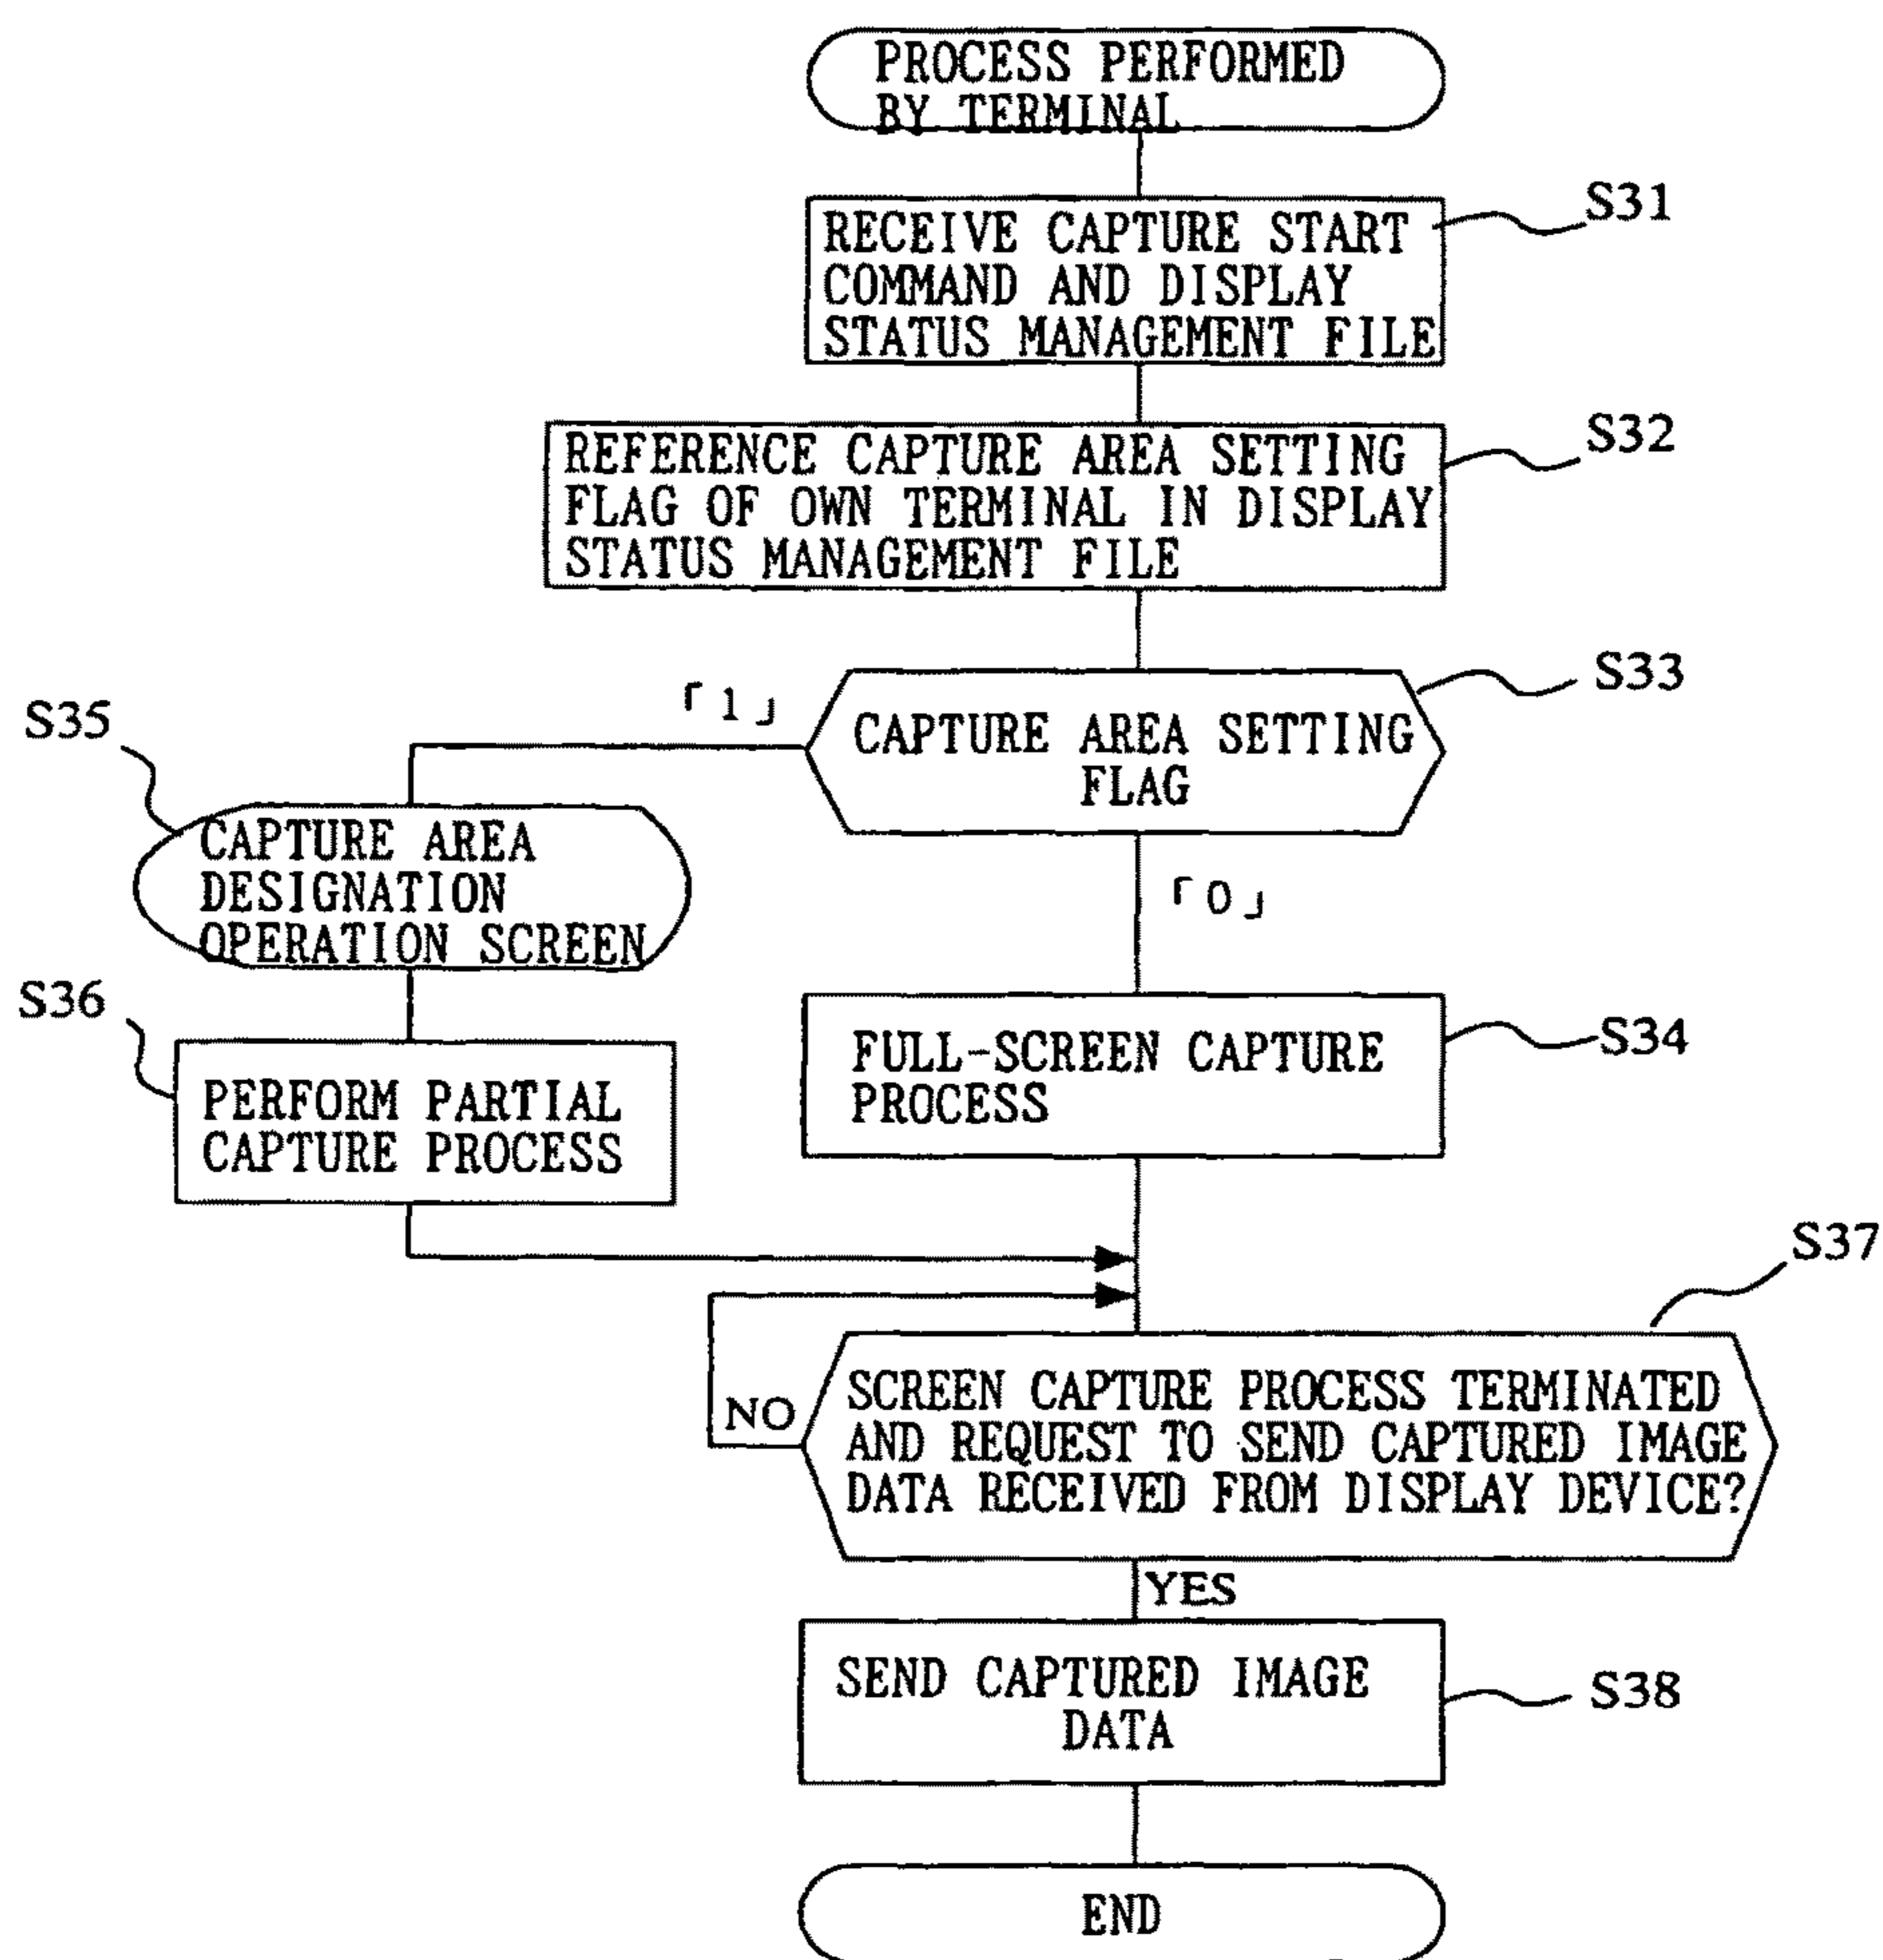 PROCESS PERFORMED
BY TERMINAL
S31
RECEIVE CAPTURE START
COMMAND AND DISPLAY
STATUS MANAGEMENT FILE
S32
REFERENCE CAPTURE AREA SETTING
FLAG OF OWN TERMINAL IN DISPLAY
STATUS MANAGEMENT FILE
S33
「1」
CAPTURE AREA SETTING
FLAG
S35
CAPTURE AREA
DESIGNATION
OPERATION SCREEN
「0」
S36
PERFORM PARTIAL
CAPTURE PROCESS
S34
FULL-SCREEN CAPTURE
PROCESS
S37
NO
SCREEN CAPTURE PROCESS TERMINATED
AND REQUEST TO SEND CAPTURED IMAGE
DATA RECEIVED FROM DISPLAY DEVICE?
YES
SEND CAPTURED IMAGE
DATA
S38
END